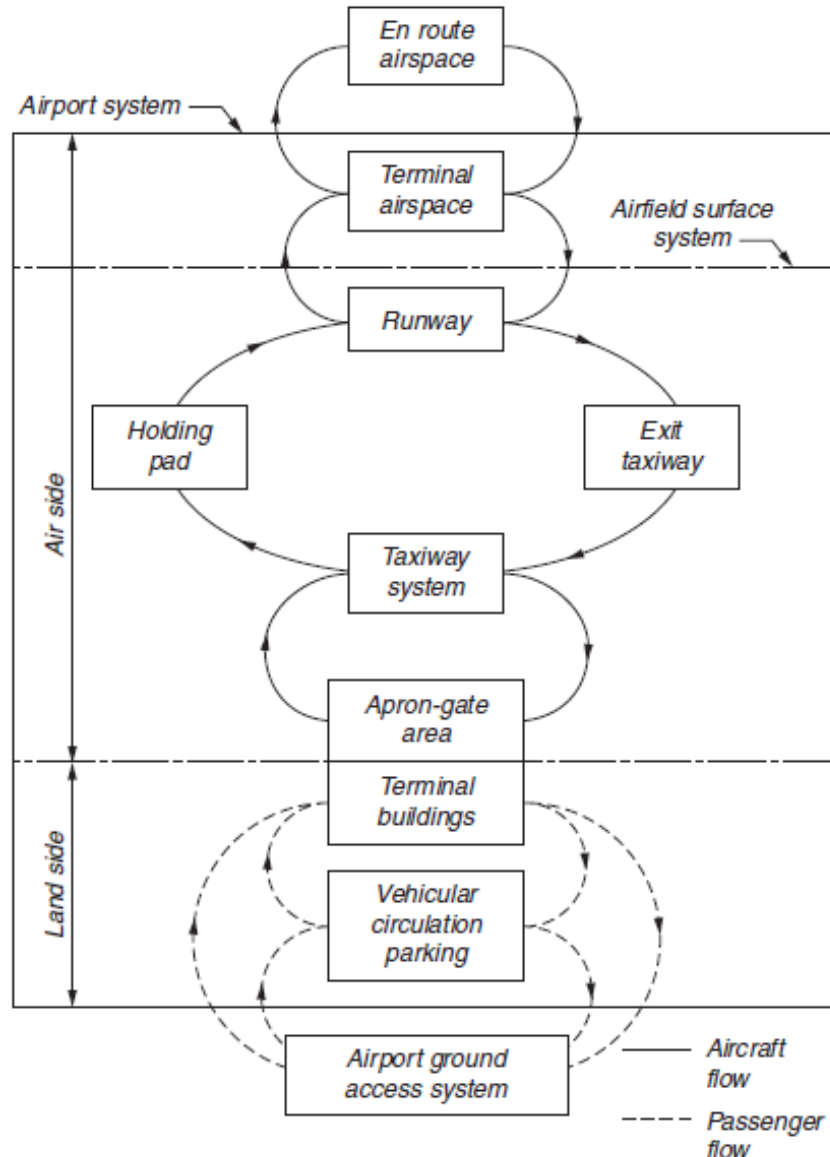 En route
airspace
Airport system
Terminal
airspace
Airfield surface
system
Runway
Holding
pad
Exit
taxiway
Air side
Taxiway
system
Apron-gate
area
Terminal
buildings
Land side
Vehicular
circulation
parking
Airport ground
access system
Aircraft
flow
Passenger
flow